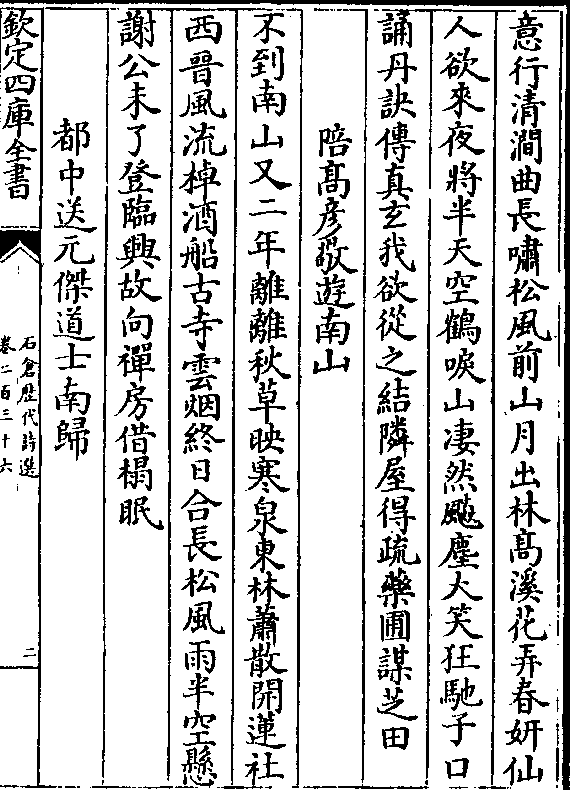 意行清澗曲長嘯松風前山月出林高溪花弄春妍仙
人欲來夜將半天空鶴唳山凄然飈塵大笑狂馳子口
誦丹訣傳真玄我欲從之結隣屋得疏藥圃謀芝田
陪高彦敬遊南山
不到南山又二年離離秋草映寒泉東林蕭散開蓮社
西晉風流棹酒船古寺雲烟終日合長松風雨半空懸
謝公未了登臨興故向禪房借榻眠
都中送元傑道士南歸
欽定四庫全書
石倉歴代詩選
卷二百三十六
二